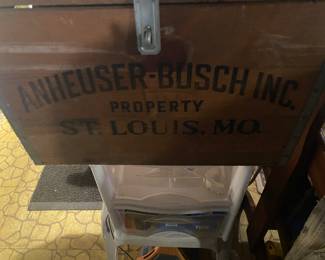 ANHEUSER-BUSCH INC.
PROPERTY
ST. LOUIS, MO.